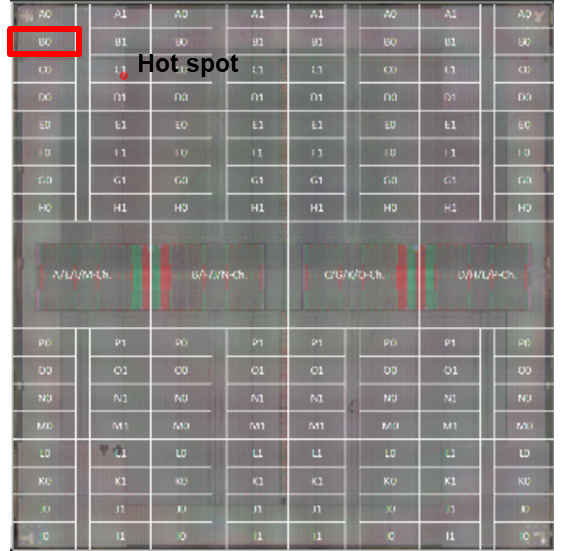 A0 A1 A0 A1 A1 A0 A1 A0
B0 B1 B0 B1 B1 B0 B1 B0
Hot spot
C0 C1 C1 C1 C0 C1 C0
D0 D1 D0 D1 D1 D0 D1 D0
E0 E1 E0 E1 E1 E0 E1 E0
F0 F1 F0 F1 F1 F0 F1 F0
G0 G1 G0 G1 G1 G0 G1 G0
H0 H1 H0 H1 H1 H0 H1 H0
A/E/I/M-Ch. B/F/J/N-Ch. C/G/K/O-Ch. D/H/L/P-Ch.
P0 P1 P0 P1 P1 P0 P1 P0
O0 O1 O0 O1 O1 O0 O1 O0
N0 N1 N0 N1 N1 N0 N1 N0
M0 M1 M0 M1 M1 M0 M1 M0
L0 L1 L0 L1 L1 L0 L1 L0
K0 K1 K0 K1 K1 K0 K1 K0
J0 J1 J0 J1 J1 J0 J1 J0
I0 I1 I0 I1 I1 I0 I1 I0